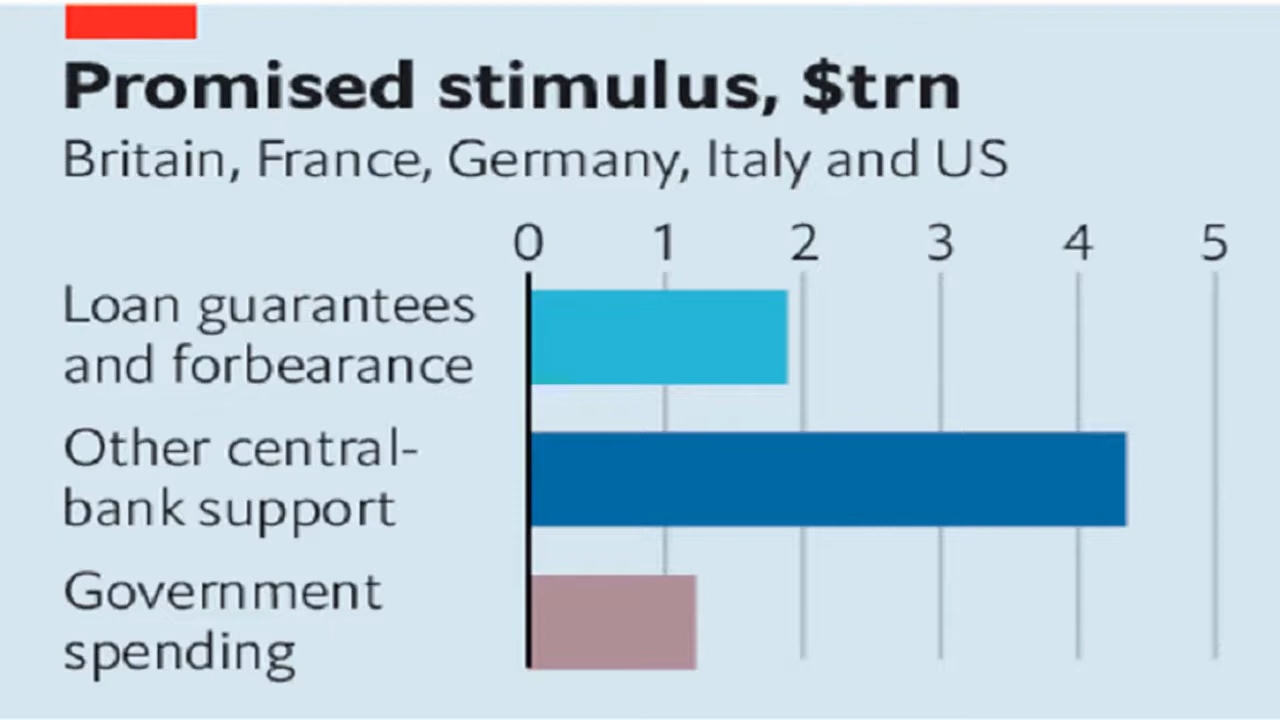 Promised stimulus, $trn
Britain, France, Germany, Italy and US
0 1 2 3 4 5
Loan guarantees
and forbearance
Other central-
bank support
Government
spending